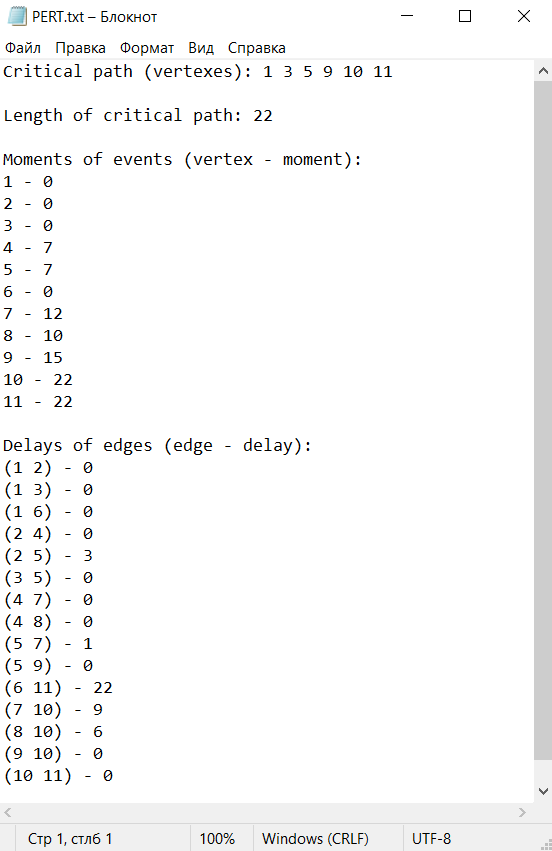 PERT.txt – Блокнот
Файл Правка Формат Вид Справка
Critical path (vertexes): 1 3 5 9 10 11
Length of critical path: 22
Moments of events (vertex - moment):
1 - 0
2 - 0
3 - 0
4 - 7
5 - 7
6 - 0
7 - 12
8 - 10
9 - 15
10 - 22
11 - 22
Delays of edges (edge - delay):
(1 2) - 0
(1 3) - 0
(1 6) - 0
(2 4) - 0
(2 5) - 3
(3 5) - 0
(4 7) - 0
(4 8) - 0
(5 7) - 1
(5 9) - 0
(6 11) - 22
(7 10) - 9
(8 10) - 6
(9 10) - 0
(10 11) - 0
Стр 1, стлб 1 100% Windows (CRLF) UTF-8